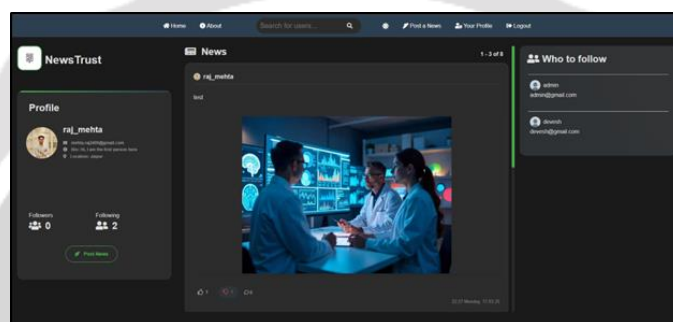 Home
About
Search for users...
Post a News
Your Profile
Logout
NewsTrust
Profile
raj_mehta
Followers
0
Following
2
Post News
News
1 - 3 of 8
raj_mehta
test
Who to follow
admin
admin@gmail.com
devesh
devesh@gmail.com